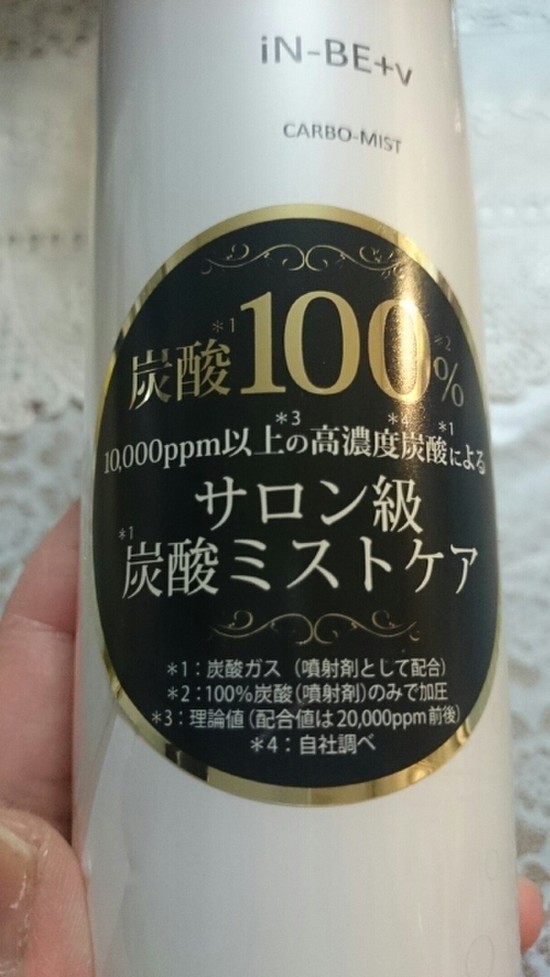 iN-BE+v
CARBO-MIST
炭酸*1 100%*2
10,000ppm以上*3の高濃度*4炭酸*1による
サロン級
*1炭酸ミストケア
*1：炭酸ガス（噴射剤として配合）
*2：100%炭酸（噴射剤）のみで加圧
*3：理論値（配合値は20,000ppm前後）
*4：自社調べ